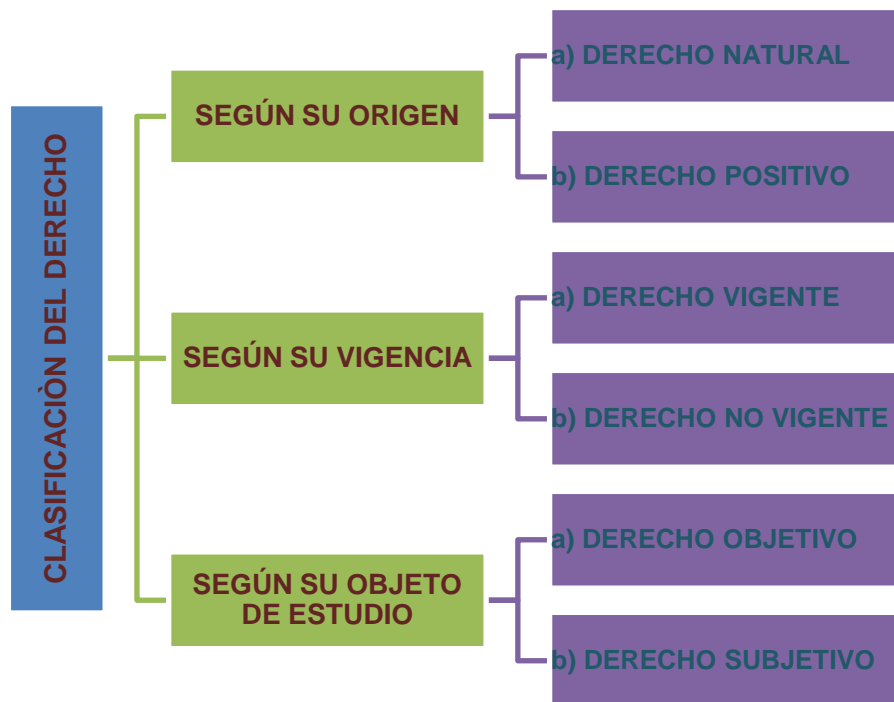 CLASIFICACIÒN DEL DERECHO
SEGÚN SU ORIGEN
a) DERECHO NATURAL
b) DERECHO POSITIVO
SEGÚN SU VIGENCIA
a) DERECHO VIGENTE
b) DERECHO NO VIGENTE
SEGÚN SU OBJETO
DE ESTUDIO
a) DERECHO OBJETIVO
b) DERECHO SUBJETIVO